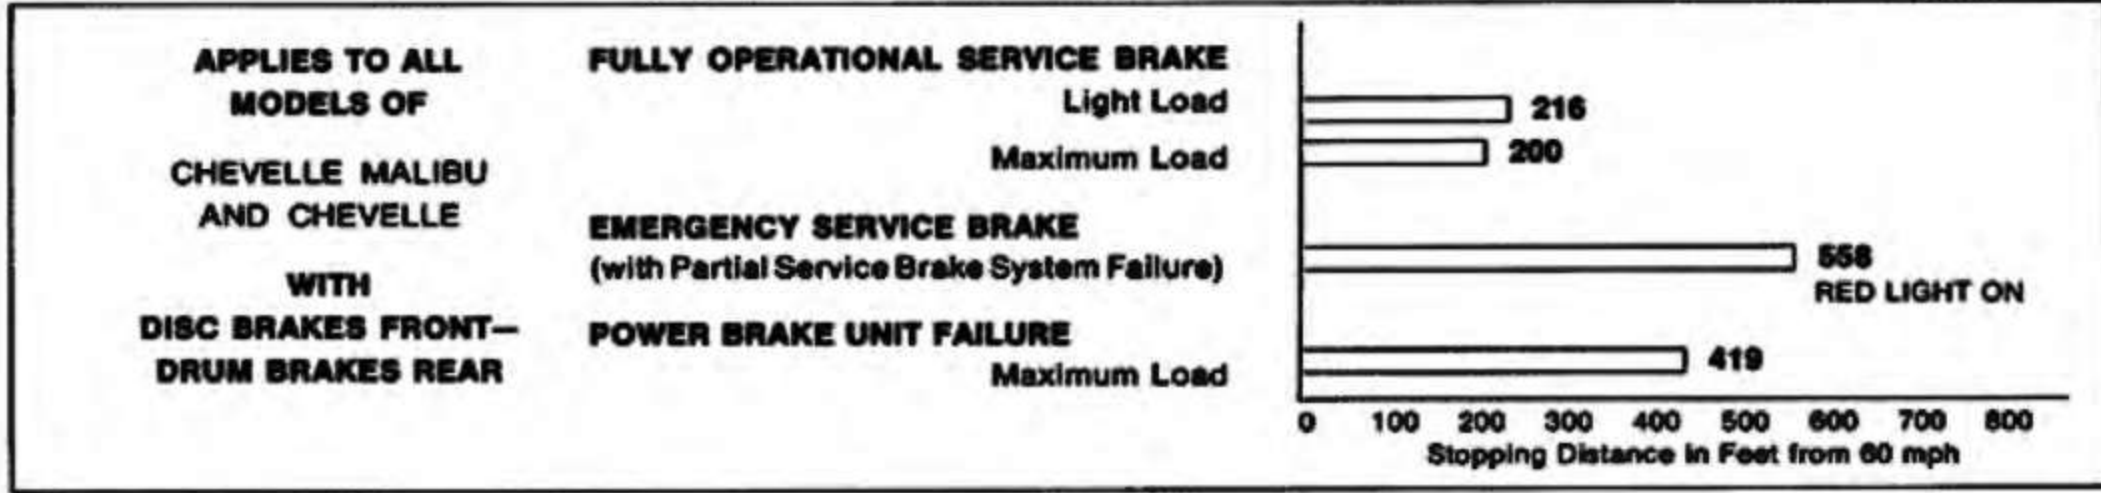 APPLIES TO ALL
MODELS OF
CHEVELLE MALIBU
AND CHEVELLE
WITH
DISC BRAKES FRONT—
DRUM BRAKES REAR
FULLY OPERATIONAL SERVICE BRAKE
Light Load
216
Maximum Load
200
EMERGENCY SERVICE BRAKE
(with Partial Service Brake System Failure)
558
RED LIGHT ON
POWER BRAKE UNIT FAILURE
Maximum Load
419
0 100 200 300 400 500 600 700 800
Stopping Distance in Feet from 60 mph